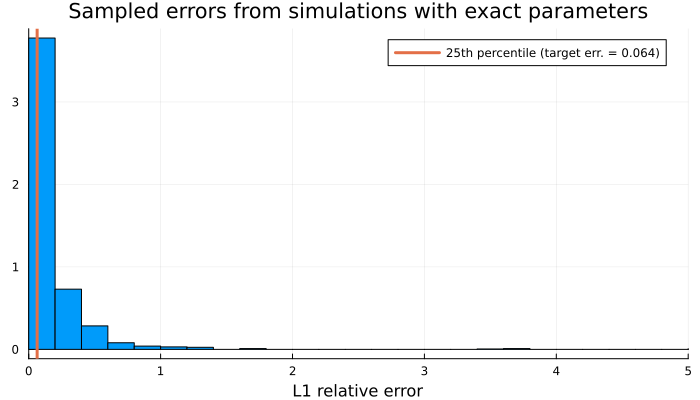 Sampled errors from simulations with exact parameters
25th percentile (target err. = 0.064)
3
2
1
0
0 1 2 3 4 5
L1 relative error